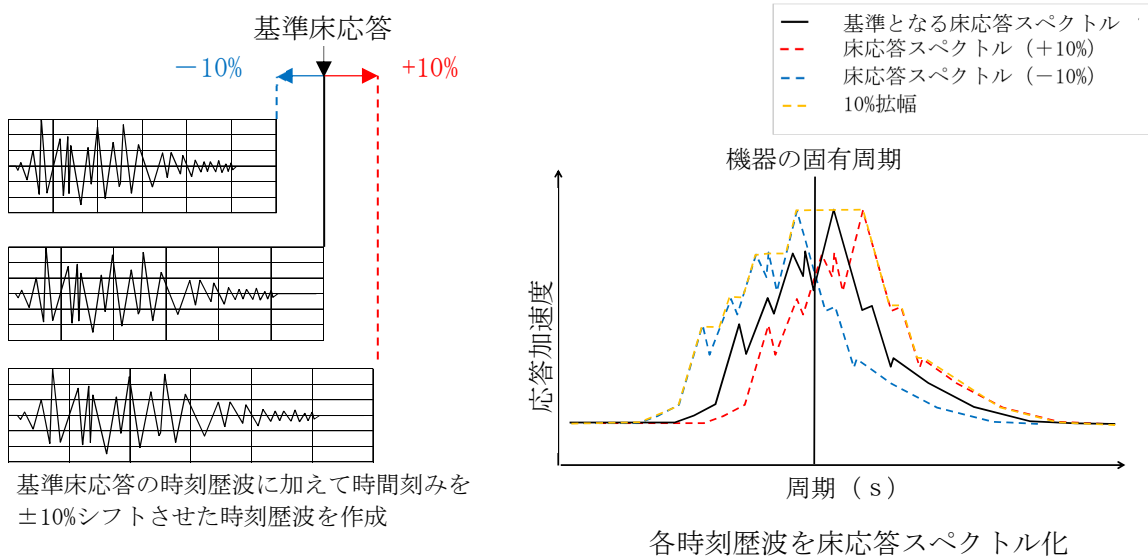 基準床応答
−10%
+10%
基準床応答の時刻歴波に加えて時間刻みを
±10%シフトさせた時刻歴波を作成
基準となる床応答スペクトル
床応答スペクトル（＋10%）
床応答スペクトル（−10%）
10%拡幅
機器の固有周期
応答加速度
周期（ｓ）
各時刻歴波を床応答スペクトル化